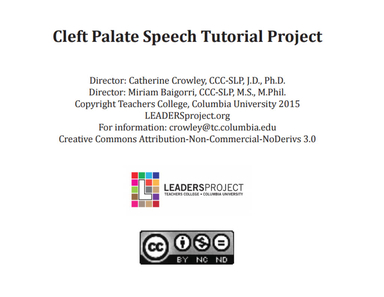 Cleft Palate Speech Tutorial Project
Director: Catherine Crowley, CCC-SLP, J.D., Ph.D.
Director: Miriam Baigorri, CCC-SLP, M.S., M.Phil.
Copyright Teachers College, Columbia University 2015
LEADERSproject.org
For information: crowley@tc.columbia.edu
Creative Commons Attribution-Non-Commercial-NoDerivs 3.0
LEADERSPROJECT
TEACHERS COLLEGE • COLUMBIA UNIVERSITY
cc
BY NC ND